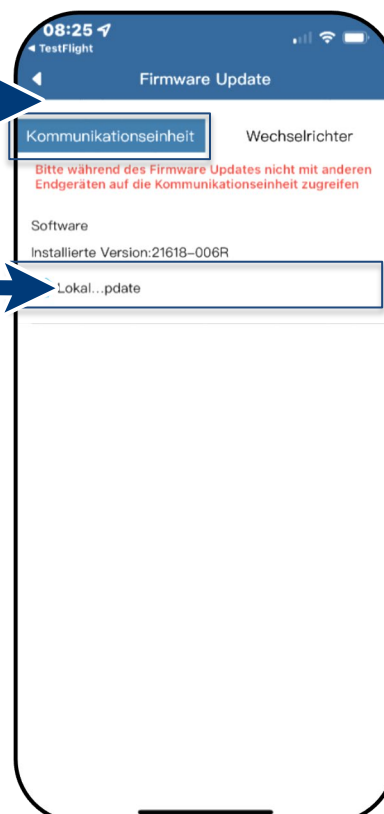 08:25
TestFlight
Firmware Update
Kommunikationseinheit
Wechselrichter
Bitte während des Firmware Updates nicht mit anderen
Endgeräten auf die Kommunikationseinheit zugreifen
Software
Installierte Version:21618-006R
Lokal...pdate